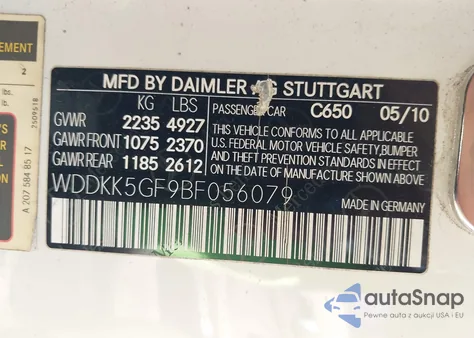 EMENT
2
2509518
'S
A 207 584 85 17
MFD BY DAIMLER G STUTTGART
KG LBS
PASSENGER CAR C650 05/10
GVWR 2235 4927
GAWR FRONT 1075 2370
GAWR REAR 1185 2612
THIS VEHICLE CONFORMS TO ALL
APPLICABLE U.S. FEDERAL
MOTOR VEHICLE SAFETY,BUMPER
AND THEFT PREVENTION
STANDARDS IN EFFECT ON THE
DATE OF MANUFACTURE SHOWN ABOVE.
WDDKK5GF9BF056079
MADE IN GERMANY
autoSnap
Pewne auta z aukcji USA i EU